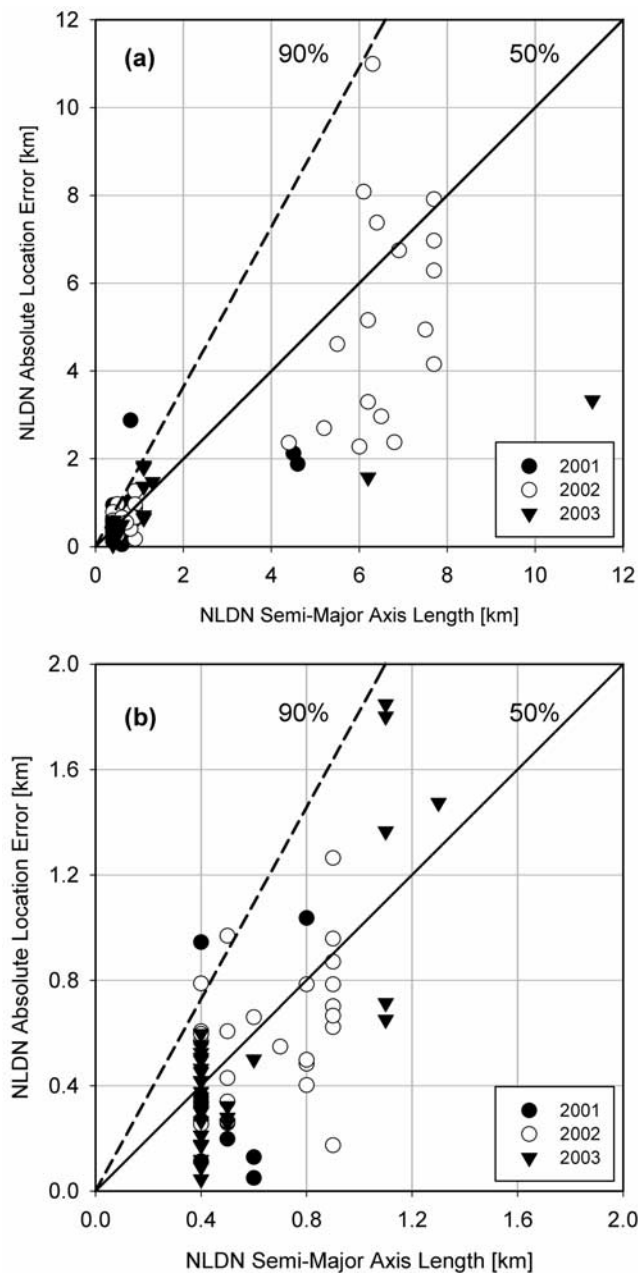 12
(a)
90%
50%
10
8
6
4
2
0
NLDN Absolute Location Error [km]
2001
2002
2003
0 2 4 6 8 10 12
NLDN Semi-Major Axis Length [km]
2.0
(b)
90%
50%
1.6
1.2
0.8
0.4
0.0
NLDN Absolute Location Error [km]
2001
2002
2003
0.0 0.4 0.8 1.2 1.6 2.0
NLDN Semi-Major Axis Length [km]